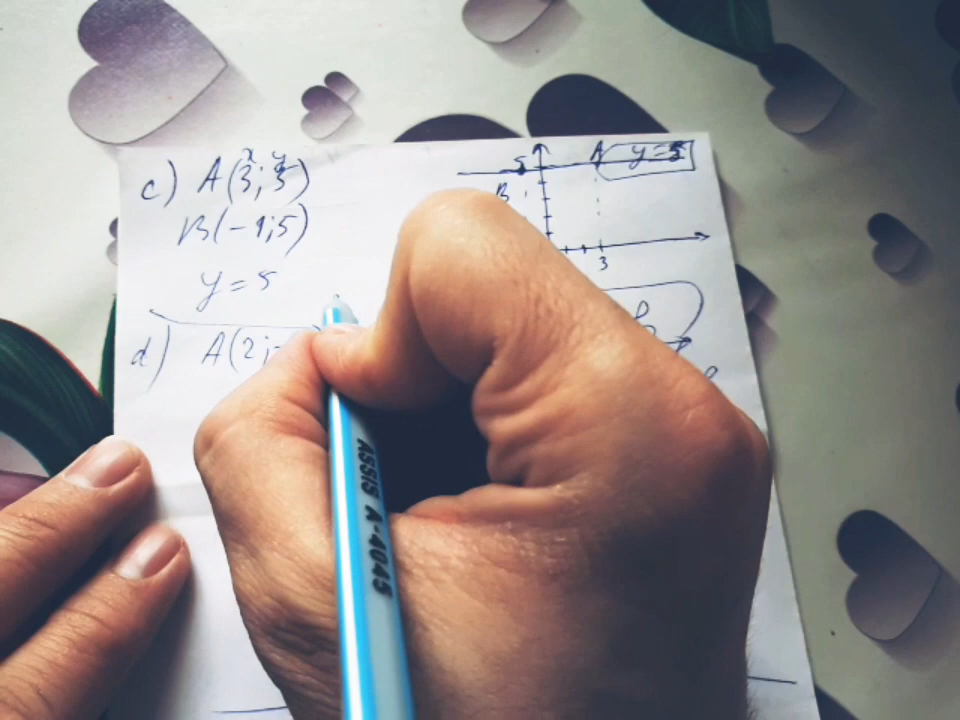 c) A(3;5)
x y
B(-1;5)
y = 5
d) A(2;-
5
A
y = 5
B
3
ASSIS A-4045